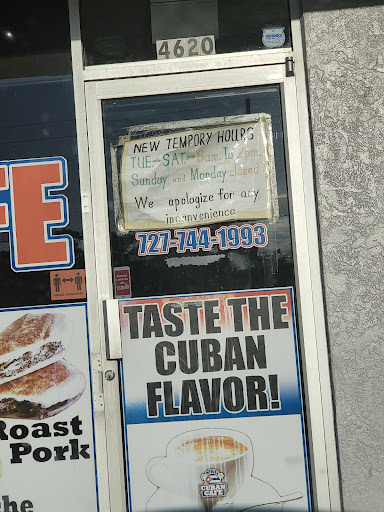 4620
NEW TEMPORY HOURS
TUE-SAT- 8am. to 2pm.
Sunday and Monday closed
We apologize for any
inconvenience
727-744-1993
FE
TASTE THE
CUBAN
FLAVOR!
Roast
Pork
CUBAN
CAFE
he